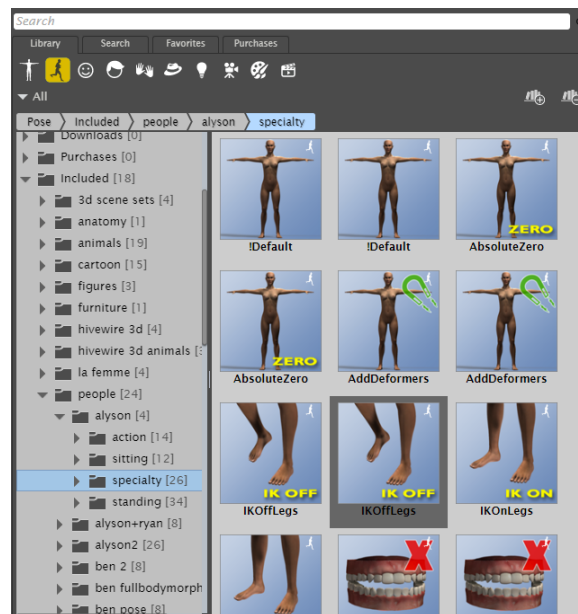 Search
Library Search Favorites Purchases
All
Pose Included people alyson specialty
Downloads [0]
Purchases [0]
Included [18]
3d scene sets [4]
anatomy [1]
animals [19]
cartoon [15]
figures [3]
furniture [1]
hivewire 3d [4]
hivewire 3d animals
la femme [4]
people [24]
alyson [4]
action [14]
sitting [12]
specialty [26]
standing [34]
alyson+ryan [8]
alyson2 [26]
ben 2 [8]
ben fullbodymorph
ben pose [8]
!Default !Default ZERO
AbsoluteZero
ZERO
AbsoluteZero AddDeformers AddDeformers
IK OFF IK OFF IK ON
IKOffLegs IKOffLegs IKOnLegs